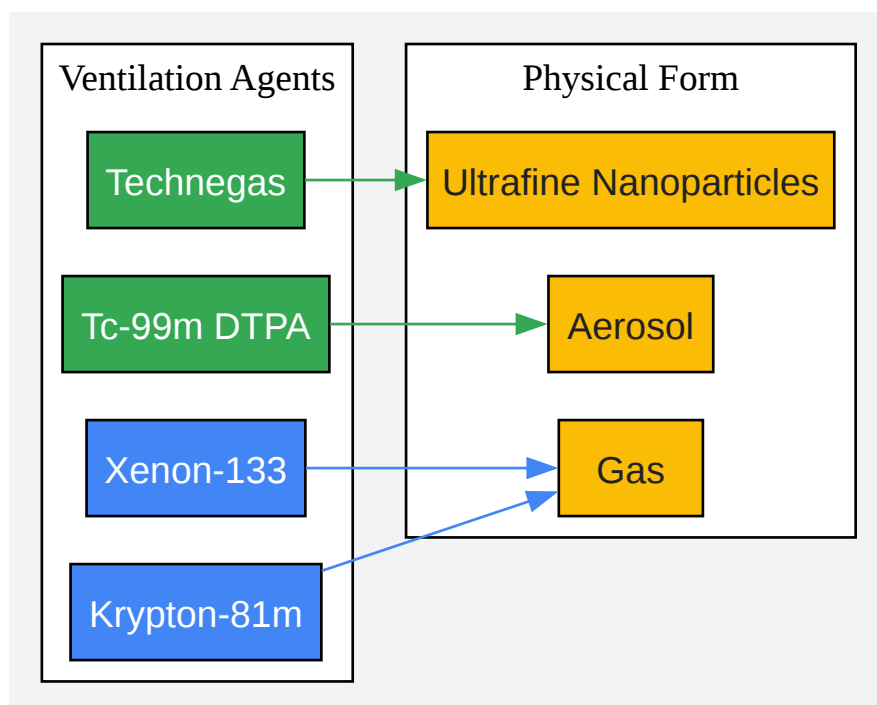 Ventilation Agents
Physical Form
Technegas
Ultrafine Nanoparticles
Tc-99m DTPA
Aerosol
Xenon-133
Gas
Krypton-81m